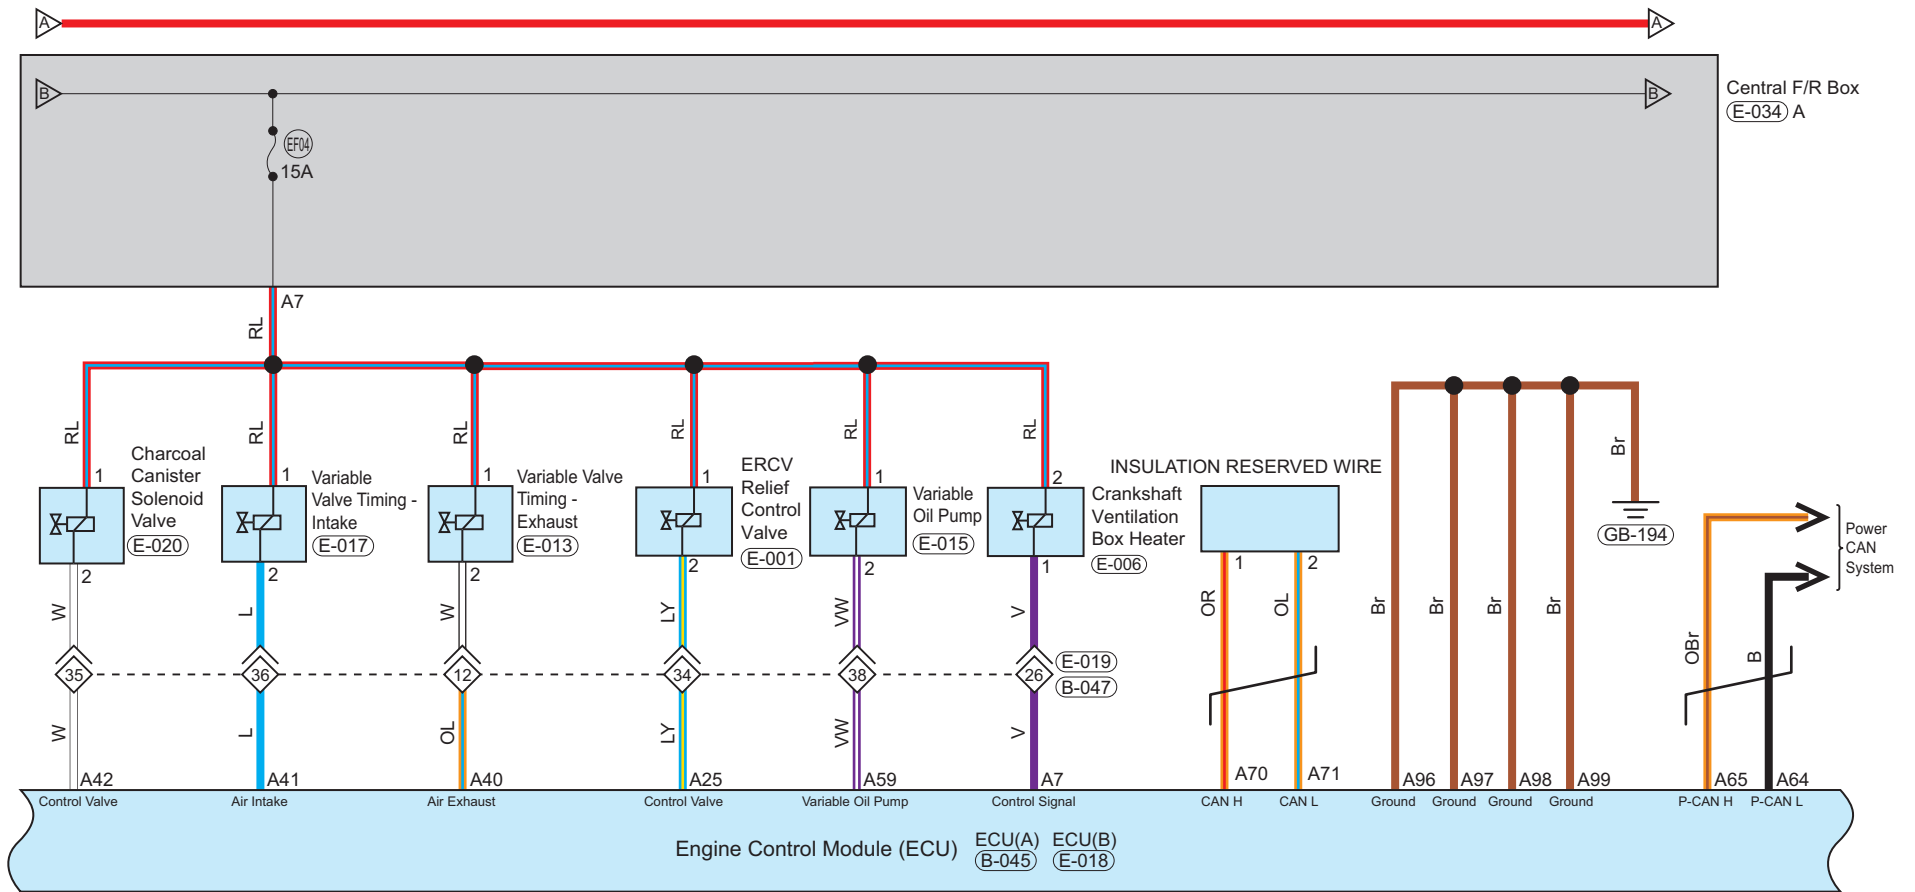 A
A
B
B
Central F/R Box
E-034 A
EF04
15A
A7
RL
RL
RL
RL
RL
RL
RL
1
Charcoal
Canister
Solenoid
Valve
E-020
2
1
Variable
Valve Timing -
Intake
E-017
2
1
Variable Valve
Timing -
Exhaust
E-013
2
1
ERCV
Relief
Control
Valve
E-001
2
1
Variable
Oil Pump
E-015
2
2
Crankshaft
Ventilation
Box Heater
E-006
1
INSULATION RESERVED WIRE
1
2
Br
GB-194
Power
CAN
System
W
L
W
LY
VW
V
OR
OL
Br
Br
Br
Br
OBr
B
35
36
12
34
38
26
E-019
B-047
W
L
OL
LY
VW
V
A42
A41
A40
A25
A59
A7
A70
A71
A96
A97
A98
A99
A65
A64
Control Valve
Air Intake
Air Exhaust
Control Valve
Variable Oil Pump
Control Signal
CAN H
CAN L
Ground
Ground
Ground
Ground
P-CAN H
P-CAN L
Engine Control Module (ECU)
ECU(A)
B-045
ECU(B)
E-018